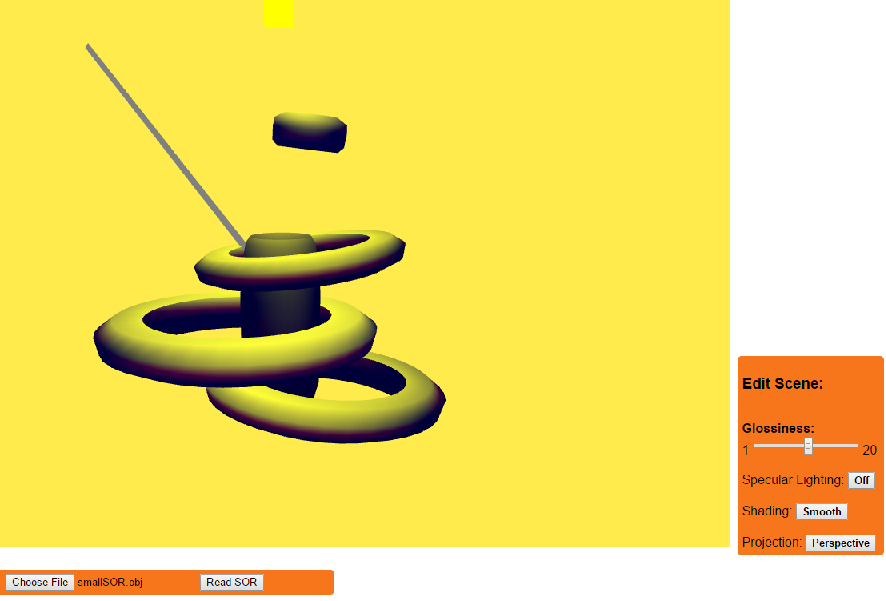 Edit Scene:
Glossiness:
1 20
Specular Lighting: Off
Shading: Smooth
Projection: Perspective
Choose File smallSOR.obj Read SOR